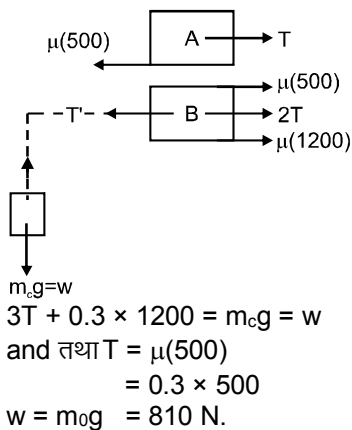 A
T
μ(500)
μ(500)
T'
B
2T
μ(1200)
m꜀g=w
3T + 0.3 × 1200 = m꜀g = w
and तथा T = μ(500)
= 0.3 × 500
w = m₀g = 810 N.